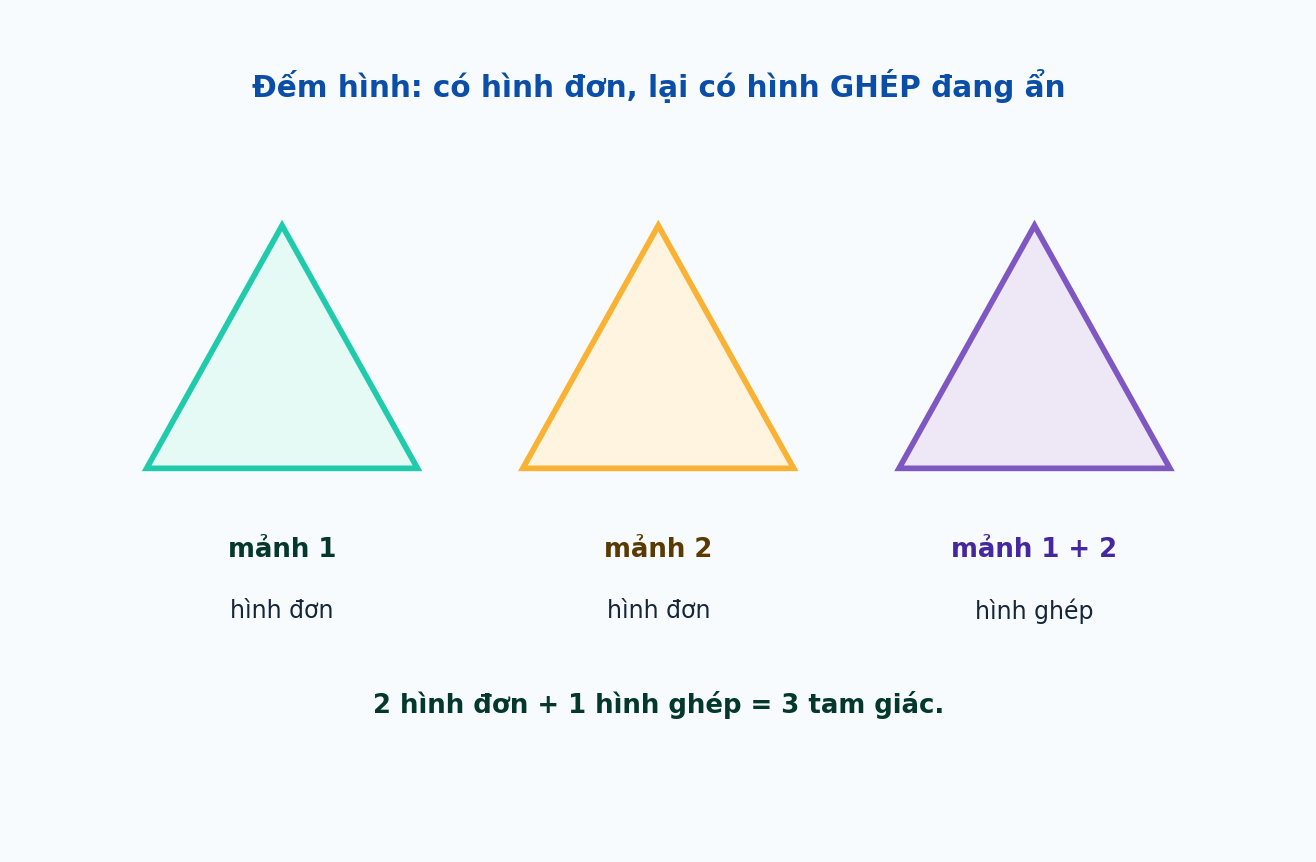 Đếm hình: có hình đơn, lại có hình GHÉP đang ẩn
mảnh 1
mảnh 2
mảnh 1 + 2
hình đơn
hình đơn
hình ghép
2 hình đơn + 1 hình ghép = 3 tam giác.